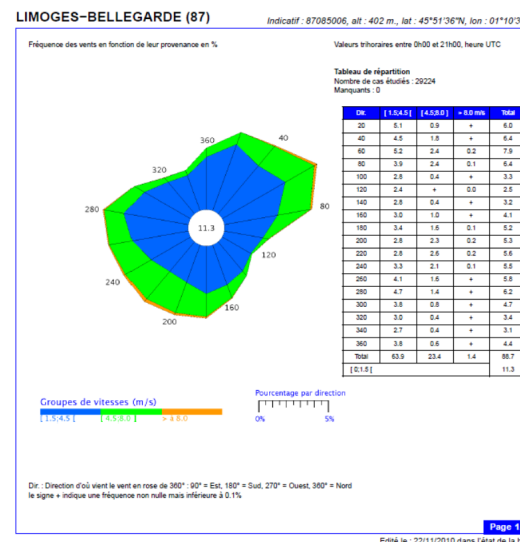 LIMOGES−BELLEGARDE (87)
Indicatif : 87085006, alt : 402 m., lat : 45°51'36"N, lon : 01°10'3
Fréquence des vents en fonction de leur provenance en %
Valeurs trihoraires entre 0h00 et 21h00, heure UTC
Tableau de répartition
Nombre de cas étudiés : 29224
Manquants : 0
Dir. [ 1.5;4.5 [ [ 4.5;8.0 ] > 8.0 m/s Total
20 5.1 0.9 + 6.0
40 4.5 1.8 + 6.4
60 5.2 2.4 0.2 7.9
80 3.9 2.4 0.1 6.4
100 2.8 0.4 + 3.3
120 2.4 + 0.0 2.5
140 2.8 0.4 + 3.2
160 3.0 1.0 + 4.1
180 3.4 1.6 0.1 5.2
200 2.8 2.3 0.2 5.3
220 2.8 2.6 0.2 5.6
240 3.3 2.1 0.1 5.5
260 4.1 1.6 + 5.8
280 4.7 1.4 + 6.2
300 3.8 0.8 + 4.7
320 3.0 0.4 + 3.4
340 2.7 0.4 + 3.1
360 3.8 0.6 + 4.4
Total 63.9 23.4 1.4 88.7
[ 0;1.5 [ 11.3
360
40
320
280
80
11.3
120
240
160
200
Groupes de vitesses (m/s)
[ 1.5;4.5 [ [ 4.5;8.0 ] > à 8.0
Pourcentage par direction
0% 5%
Dir. : Direction d'où vient le vent en rose de 360° : 90° = Est, 180° = Sud, 270° = Ouest, 360° = Nord
le signe + indique une fréquence non nulle mais inférieure à 0.1%
Page 1
Edité le : 22/11/2010 dans l'état de la b